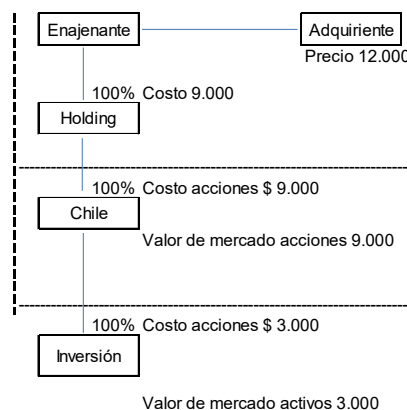 Enajenante
Adquiriente
Precio 12.000
100% Costo 9.000
Holding
100% Costo acciones $ 9.000
Chile
Valor de mercado acciones 9.000
100% Costo acciones $ 3.000
Inversión
Valor de mercado activos 3.000